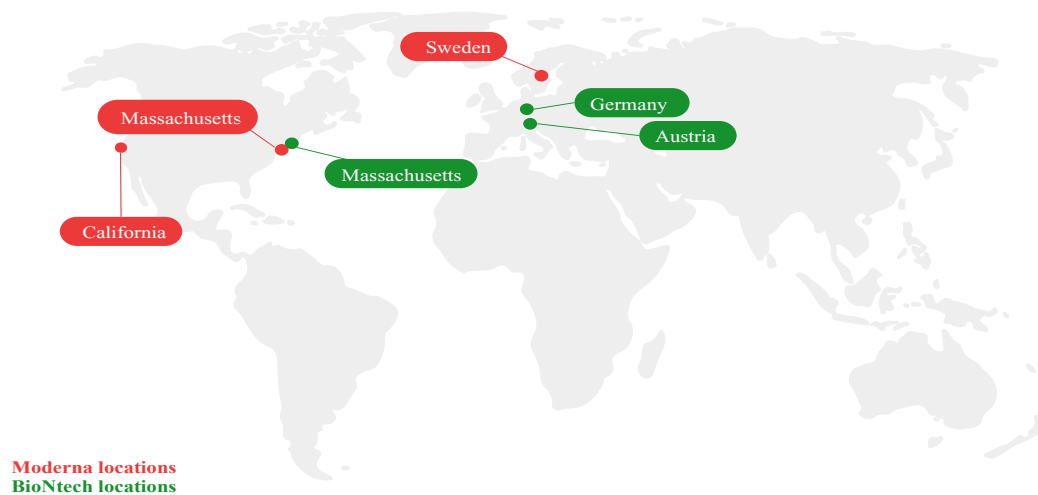 Sweden
Germany
Massachusetts
Austria
Massachusetts
California
Moderna locations
BioNtech locations